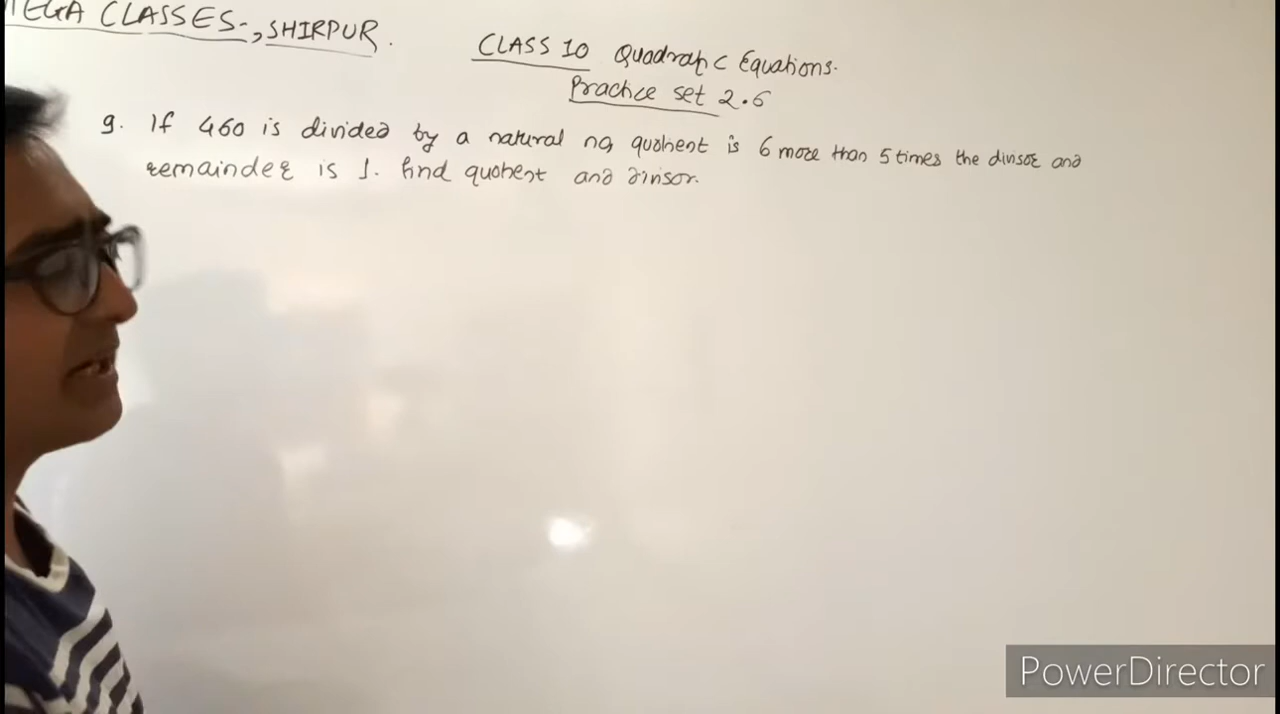 TEGA CLASSES-, SHIRPUR.
CLASS 10 Quadratic Equations.
Practice set 2.6
9. If 460 is divided by a natural no, quotient is 6 more than 5 times the divisor and
remainder is 1. find quotient and divisor.
PowerDirector